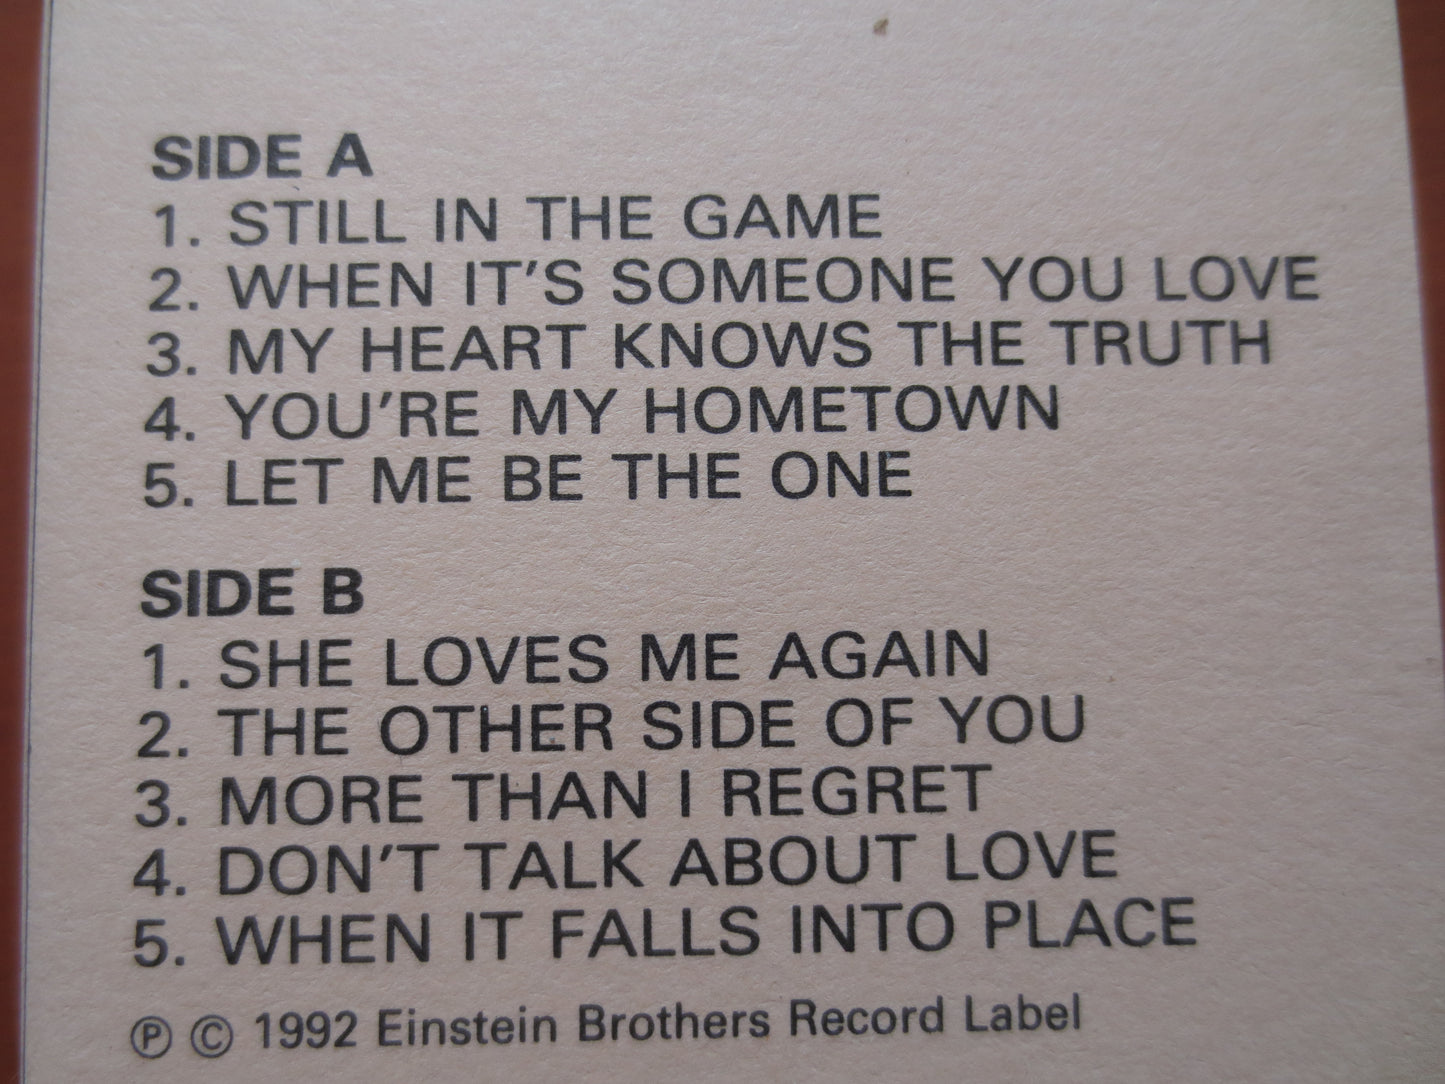 SIDE A
1. STILL IN THE GAME
2. WHEN IT'S SOMEONE YOU LOVE
3. MY HEART KNOWS THE TRUTH
4. YOU'RE MY HOMETOWN
5. LET ME BE THE ONE
SIDE B
1. SHE LOVES ME AGAIN
2. THE OTHER SIDE OF YOU
3. MORE THAN I REGRET
4. DON'T TALK ABOUT LOVE
5. WHEN IT FALLS INTO PLACE
℗ © 1992 Einstein Brothers Record Label